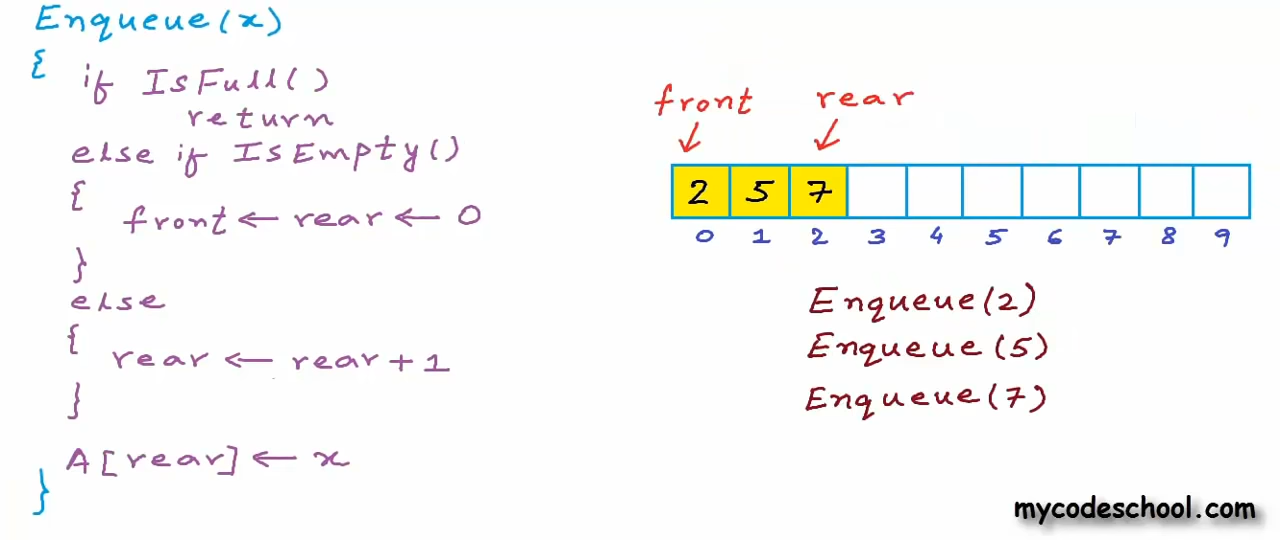 Enqueue(x)
{
if IsFull()
return
else if IsEmpty()
{
front ← rear ← 0
}
else
{
rear ← rear + 1
}
A[rear] ← x
}
front rear
2 5 7
0 1 2 3 4 5 6 7 8 9
Enqueue(2)
Enqueue(5)
Enqueue(7)
mycodeschool.com